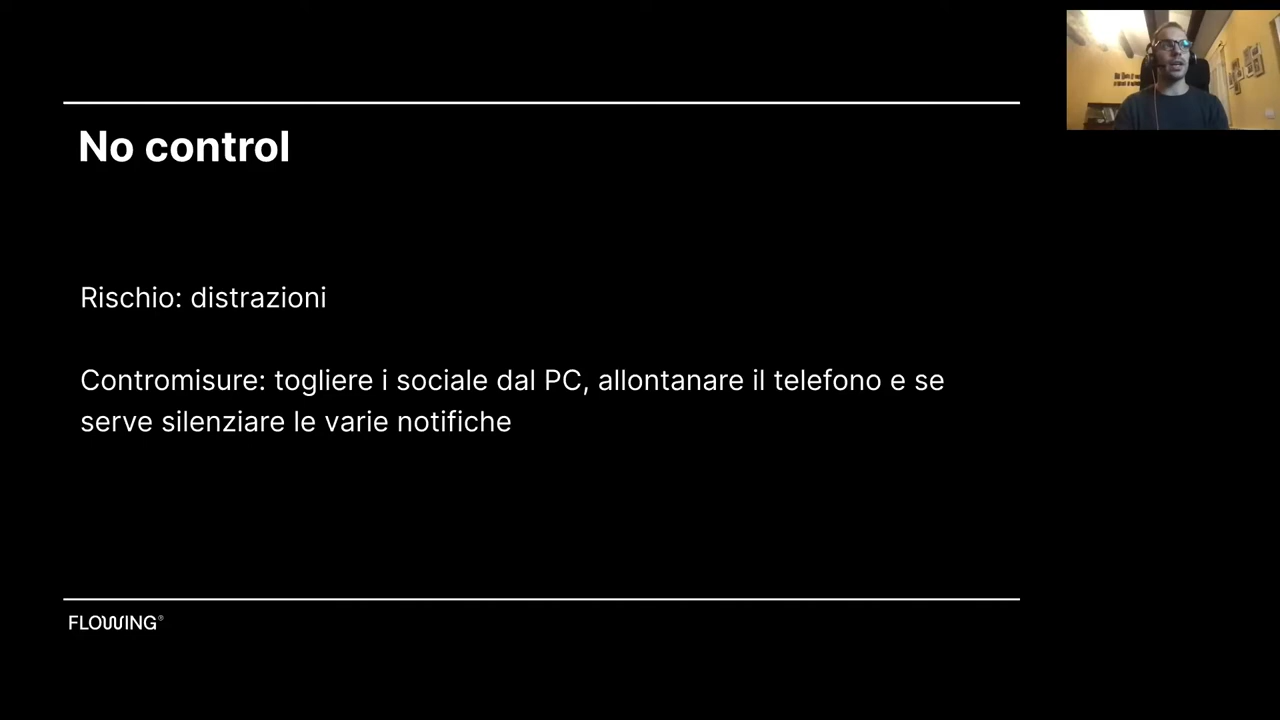 No control
Rischio: distrazioni
Contromisure: togliere i sociale dal PC, allontanare il telefono e se
serve silenziare le varie notifiche
FLOWING®